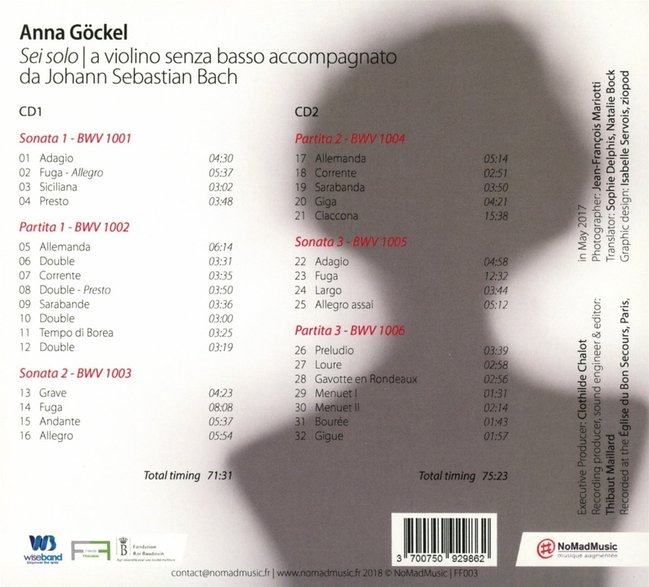 Anna Göckel
Sei solo | a violino senza basso accompagnato
da Johann Sebastian Bach
CD1
Sonata 1 - BWV 1001
01 Adagio 04:30
02 Fuga - Allegro 05:37
03 Siciliana 03:02
04 Presto 03:48
Partita 1 - BWV 1002
05 Allemanda 06:14
06 Double 03:31
07 Corrente 03:35
08 Double - Presto 03:50
09 Sarabande 03:36
10 Double 03:00
11 Tempo di Borea 03:25
12 Double 03:19
Sonata 2 - BWV 1003
13 Grave 04:23
14 Fuga 08:08
15 Andante 05:37
16 Allegro 05:54
Total timing 71:31
CD2
Partita 2 - BWV 1004
17 Allemanda 05:14
18 Corrente 02:51
19 Sarabanda 03:50
20 Giga 04:21
21 Ciaccona 15:38
Sonata 3 - BWV 1005
22 Adagio 04:58
23 Fuga 12:32
24 Largo 03:44
25 Allegro assai 05:12
Partita 3 - BWV 1006
26 Preludio 03:39
27 Loure 02:58
28 Gavotte en Rondeaux 02:56
29 Menuet I 01:31
30 Menuet II 02:14
31 Bourée 01:43
32 Gigue 01:57
Total timing 75:23
Executive Producer: Clothilde Chalot
Recording producer, sound engineer & editor:
Thibaut Maillard
Recorded at the Église du Bon Secours, Paris,
in May 2017
Photographer: Jean-François Mariotti
Translator: Sophie Delphis, Natalie Bock
Graphic design: Isabelle Servois, ziopod
wiseband
Fondation
Roi Baudouin
3 700750 929862
NoMadMusic
musique augmentée
contact@nomadmusic.fr | nomadmusic.fr 2018 © NoMadMusic | FF003